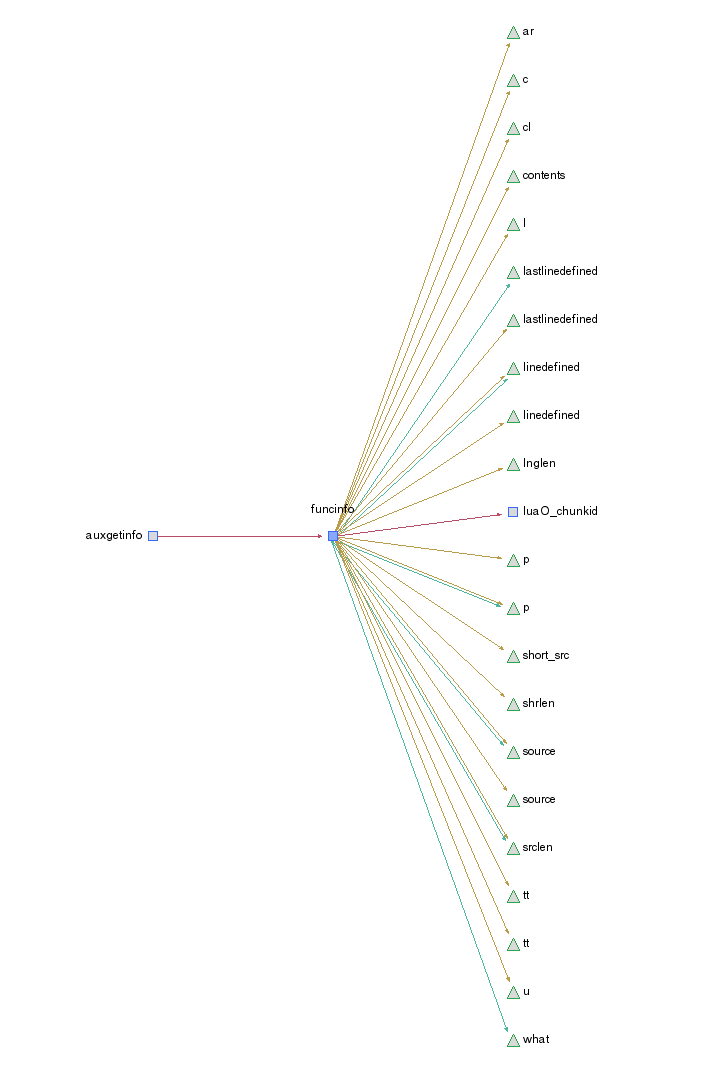 ar
c
cl
contents
l
lastlinedefined
lastlinedefined
linedefined
linedefined
lnglen
funcinfo
luaO_chunkid
auxgetinfo
p
p
short_src
shrlen
source
source
srclen
tt
tt
u
what